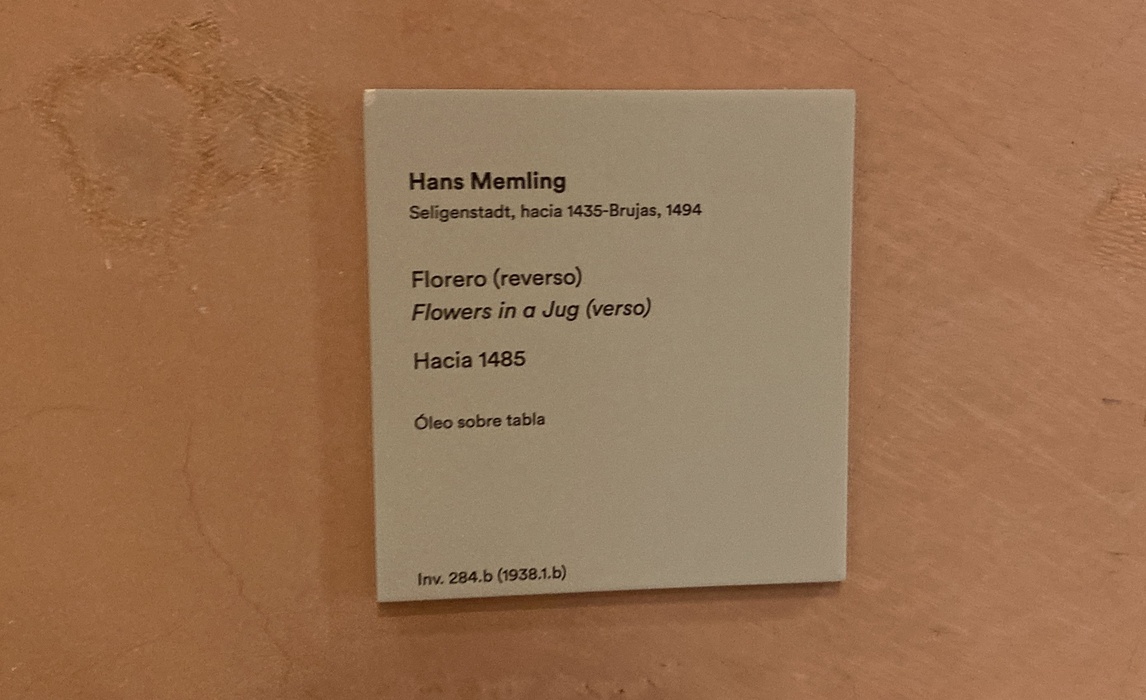 Hans Memling
Seligenstadt, hacia 1435-Brujas, 1494
Florero (reverso)
Flowers in a Jug (verso)
Hacia 1485
Óleo sobre tabla
Inv. 284.b (1938.1.b)